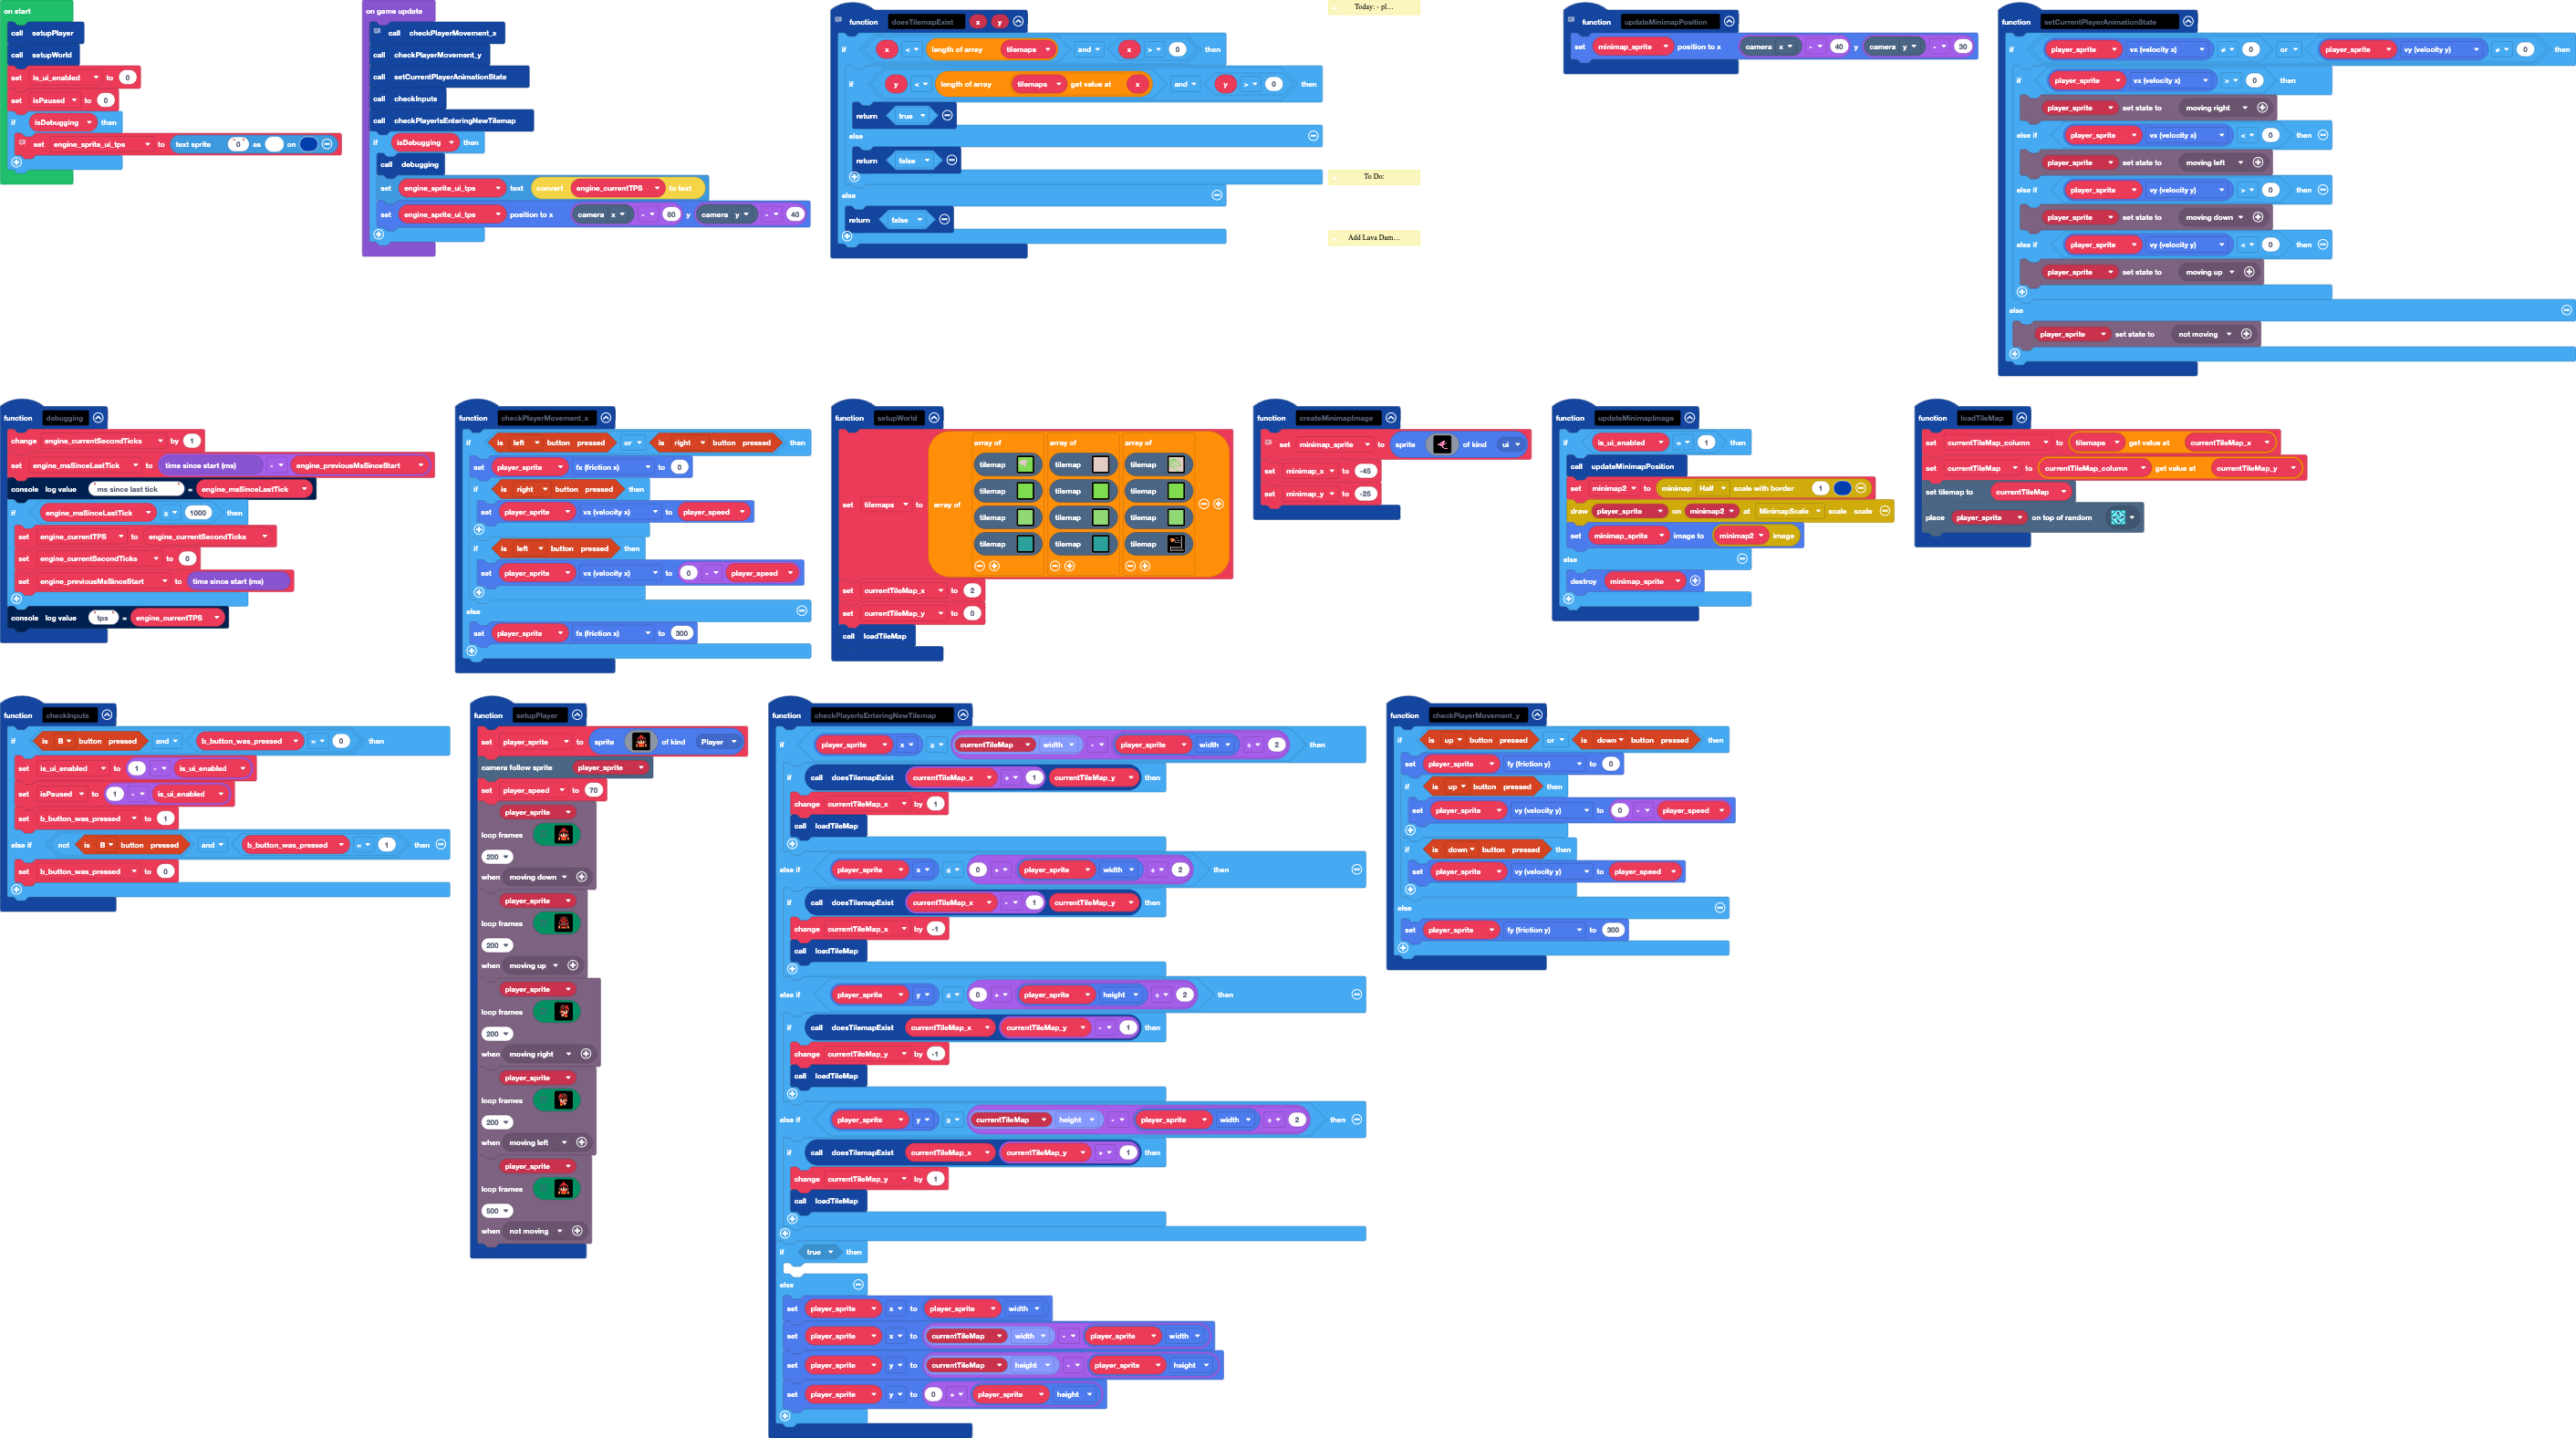 on start
call setupPlayer
call setupWorld
set is_ui_enabled to 0
set isPaused to 0
if isDebugging then
set engine_sprite_ui_tps to text sprite "0" as on
on game update
call checkPlayerMovement_x
call checkPlayerMovement_y
call setCurrentPlayerAnimationState
call checkInputs
call checkPlayerIsEnteringNewTilemap
if isDebugging then
call debugging
set engine_sprite_ui_tps text convert engine_currentTPS to text
set engine_sprite_ui_tps position to x camera x - 60 y camera y - 40
function doesTilemapExist x y
if x < length of array tilemaps and x > 0 then
if y < length of array tilemaps get value at x and y > 0 then
return true
else
return false
else
return false
Today: - pl...
To Do:
Add Lava Dam...
function updateMinimapPosition
set minimap_sprite position to x camera x - 40 y camera y - 30
function setCurrentPlayerAnimationState
if player_sprite vx (velocity x) ≠ 0 or player_sprite vy (velocity y) ≠ 0 then
if player_sprite vx (velocity x) > 0 then
player_sprite set state to moving right
else if player_sprite vx (velocity x) < 0 then
player_sprite set state to moving left
else if player_sprite vy (velocity y) > 0 then
player_sprite set state to moving down
else if player_sprite vy (velocity y) < 0 then
player_sprite set state to moving up
else
player_sprite set state to not moving
function debugging
change engine_currentSecondTicks by 1
set engine_msSinceLastTick to time since start (ms) - engine_previousMsSinceStart
console log value "ms since last tick" = engine_msSinceLastTick
if engine_msSinceLastTick ≥ 1000 then
set engine_currentTPS to engine_currentSecondTicks
set engine_currentSecondTicks to 0
set engine_previousMsSinceStart to time since start (ms)
console log value "tps" = engine_currentTPS
function checkPlayerMovement_x
if is left button pressed or is right button pressed then
set player_sprite fx (friction x) to 0
if is right button pressed then
set player_sprite vx (velocity x) to player_speed
if is left button pressed then
set player_sprite vx (velocity x) to 0 - player_speed
else
set player_sprite fx (friction x) to 300
function setupWorld
set tilemaps to array of
array of array of array of
tilemap tilemap tilemap
tilemap tilemap tilemap
tilemap tilemap tilemap
tilemap tilemap tilemap
set currentTileMap_x to 2
set currentTileMap_y to 0
call loadTileMap
function createMinimapImage
set minimap_sprite to sprite of kind ui
set minimap_x to -45
set minimap_y to -25
function updateMinimapImage
if is_ui_enabled = 1 then
call updateMinimapPosition
set minimap2 to minimap Half scale with border 1
draw player_sprite on minimap2 at MinimapScale scale scale
set minimap_sprite image to minimap2 image
else
destroy minimap_sprite
function loadTileMap
set currentTileMap_column to tilemaps get value at currentTileMap_x
set currentTileMap to currentTileMap_column get value at currentTileMap_y
set tilemap to currentTileMap
place player_sprite on top of random
function checkInputs
if is B button pressed and b_button_was_pressed = 0 then
set is_ui_enabled to 1 - is_ui_enabled
set isPaused to 1 - is_ui_enabled
set b_button_was_pressed to 1
else if not is B button pressed and b_button_was_pressed = 1 then
set b_button_was_pressed to 0
function setupPlayer
set player_sprite to sprite of kind Player
camera follow sprite player_sprite
set player_speed to 70
player_sprite
loop frames
200
when moving down
player_sprite
loop frames
200
when moving up
player_sprite
loop frames
200
when moving right
player_sprite
loop frames
200
when moving left
player_sprite
loop frames
500
when not moving
function checkPlayerIsEnteringNewTilemap
if player_sprite x ≥ currentTileMap width - player_sprite width ÷ 2 then
if call doesTilemapExist currentTileMap_x + 1 currentTileMap_y then
change currentTileMap_x by 1
call loadTileMap
else if player_sprite x ≤ 0 + player_sprite width ÷ 2 then
if call doesTilemapExist currentTileMap_x - 1 currentTileMap_y then
change currentTileMap_x by -1
call loadTileMap
else if player_sprite y ≤ 0 + player_sprite height ÷ 2 then
if call doesTilemapExist currentTileMap_x currentTileMap_y - 1 then
change currentTileMap_y by -1
call loadTileMap
else if player_sprite y ≥ currentTileMap height - player_sprite width ÷ 2 then
if call doesTilemapExist currentTileMap_x currentTileMap_y + 1 then
change currentTileMap_y by 1
call loadTileMap
if true then
else
set player_sprite x to player_sprite width
set player_sprite x to currentTileMap width - player_sprite width
set player_sprite y to currentTileMap height - player_sprite height
set player_sprite y to 0 + player_sprite height
function checkPlayerMovement_y
if is up button pressed or is down button pressed then
set player_sprite fy (friction y) to 0
if is up button pressed then
set player_sprite vy (velocity y) to 0 - player_speed
if is down button pressed then
set player_sprite vy (velocity y) to player_speed
else
set player_sprite fy (friction y) to 300